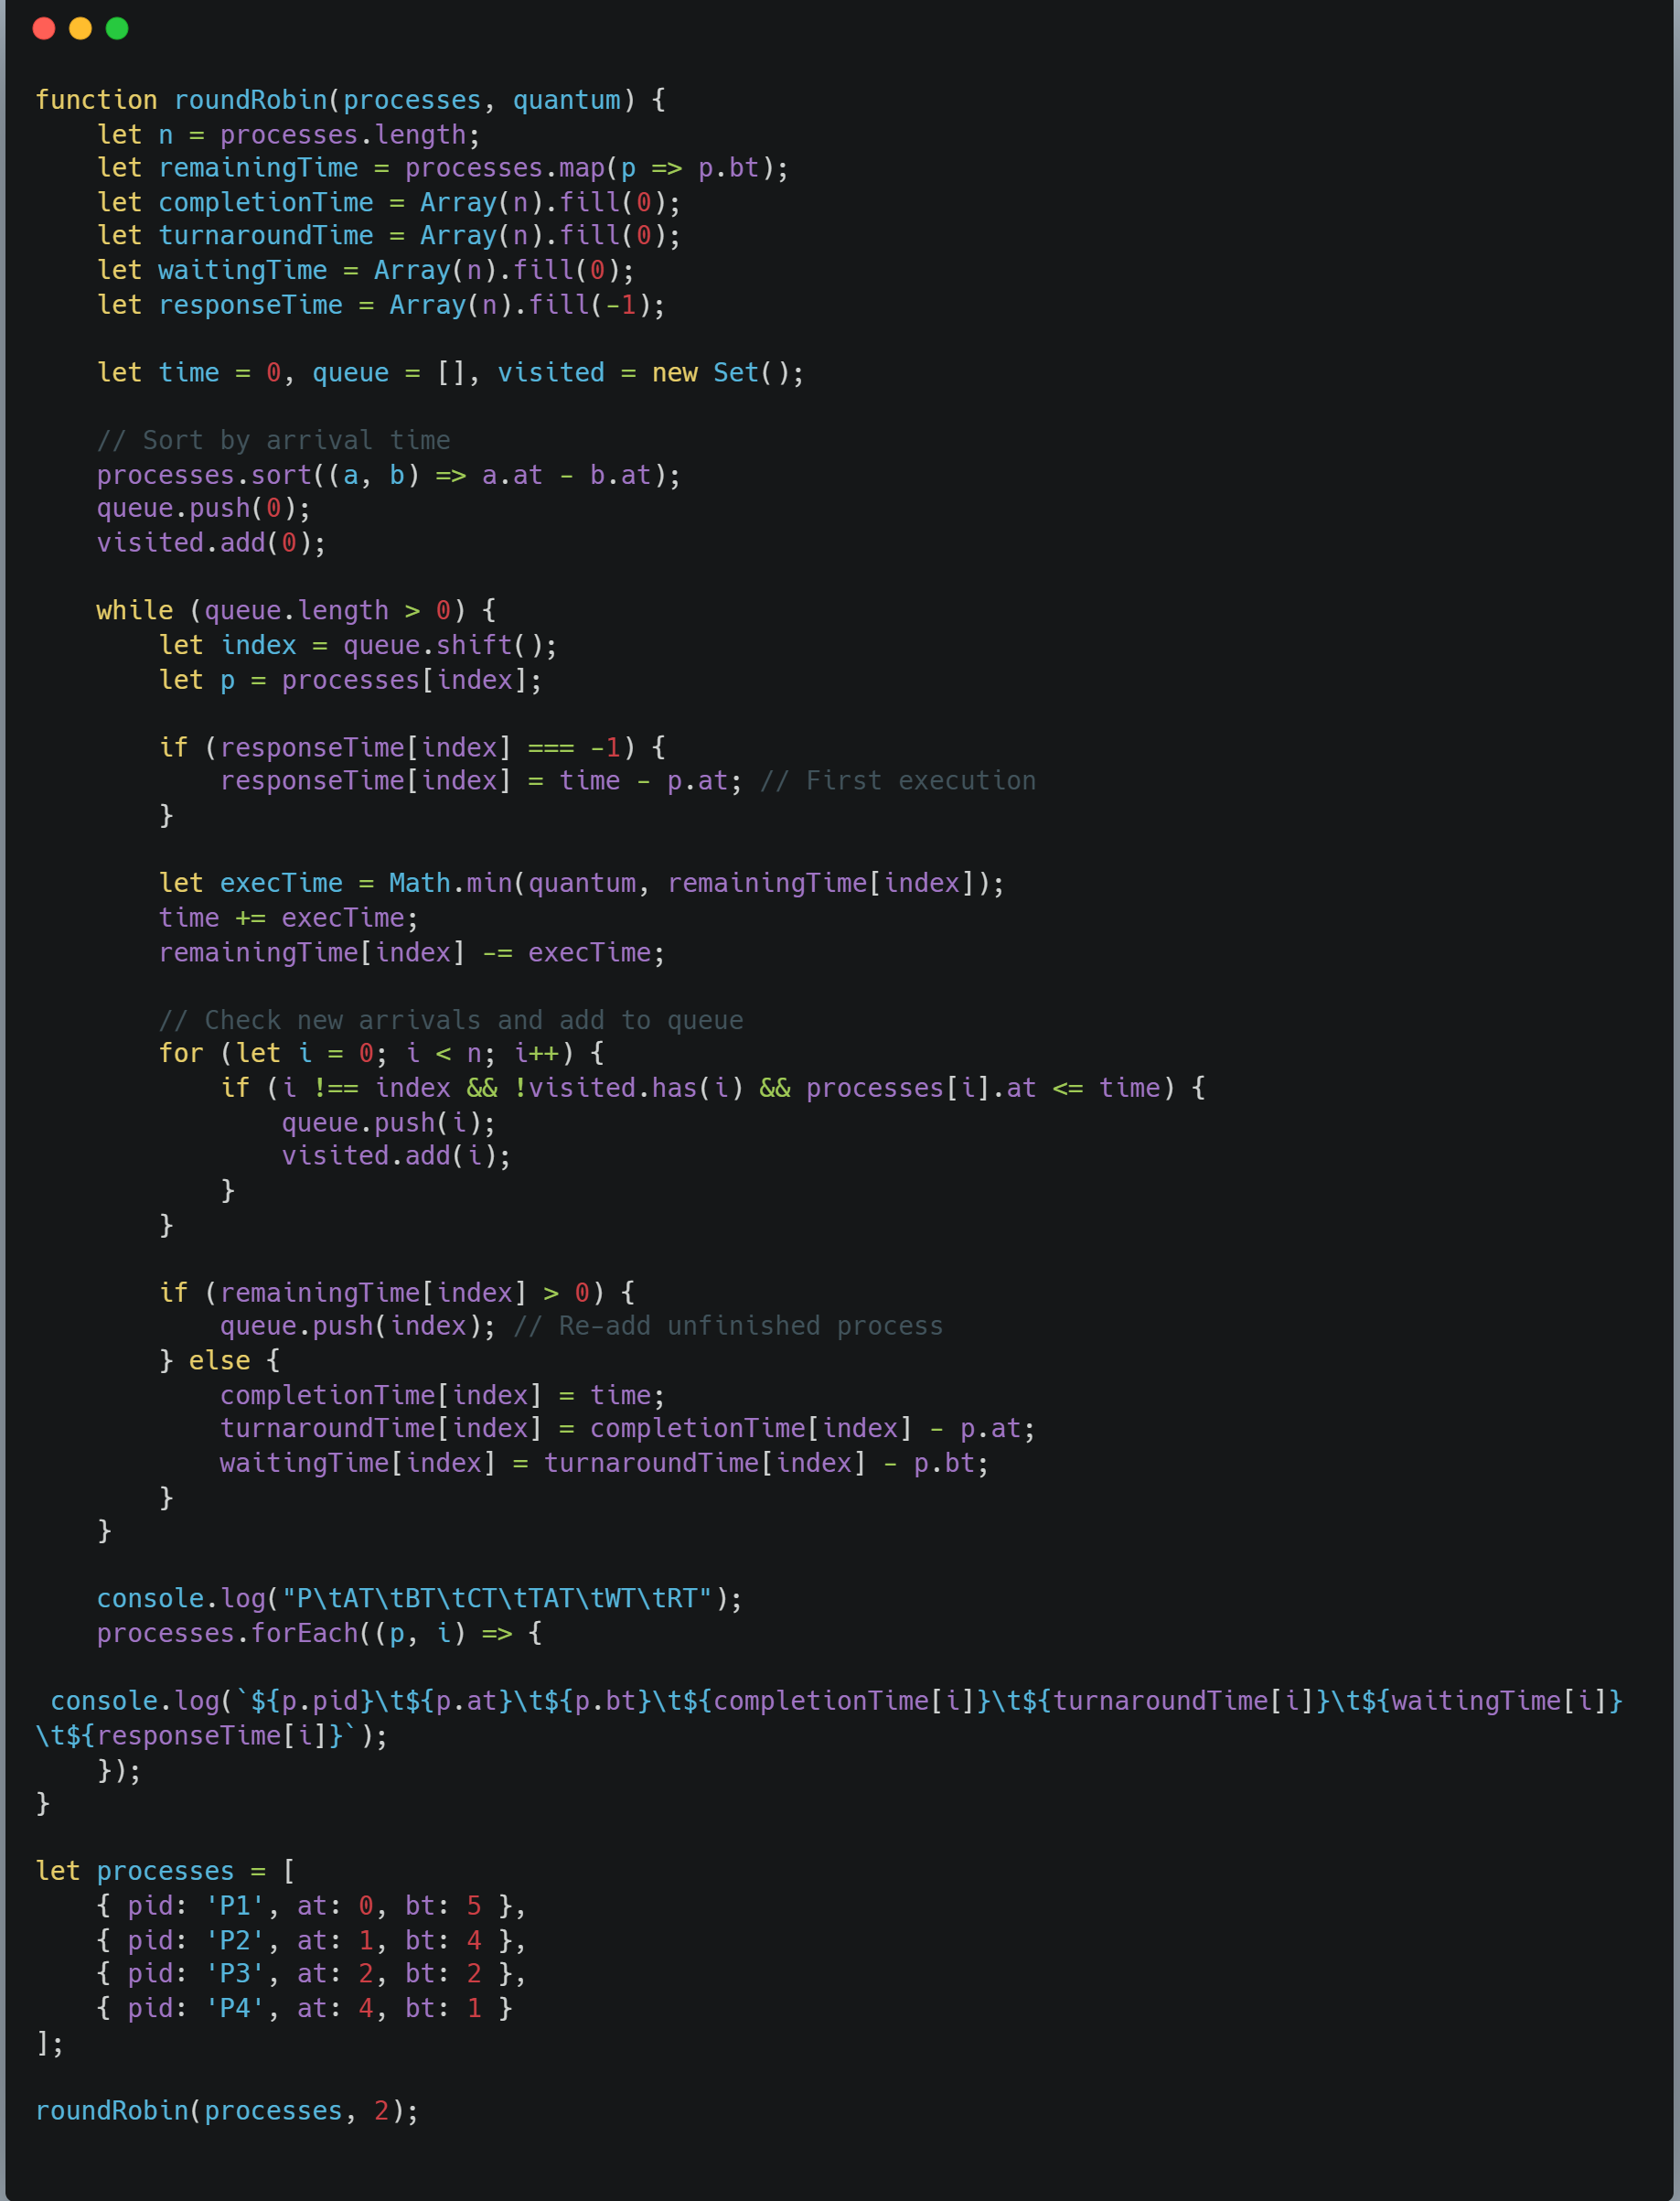 function roundRobin(processes, quantum) {
    let n = processes.length;
    let remainingTime = processes.map(p => p.bt);
    let completionTime = Array(n).fill(0);
    let turnaroundTime = Array(n).fill(0);
    let waitingTime = Array(n).fill(0);
    let responseTime = Array(n).fill(-1);

    let time = 0, queue = [], visited = new Set();

    // Sort by arrival time
    processes.sort((a, b) => a.at - b.at);
    queue.push(0);
    visited.add(0);

    while (queue.length > 0) {
        let index = queue.shift();
        let p = processes[index];

        if (responseTime[index] === -1) {
            responseTime[index] = time - p.at; // First execution
        }

        let execTime = Math.min(quantum, remainingTime[index]);
        time += execTime;
        remainingTime[index] -= execTime;

        // Check new arrivals and add to queue
        for (let i = 0; i < n; i++) {
            if (i !== index && !visited.has(i) && processes[i].at <= time) {
                queue.push(i);
                visited.add(i);
            }
        }

        if (remainingTime[index] > 0) {
            queue.push(index); // Re-add unfinished process
        } else {
            completionTime[index] = time;
            turnaroundTime[index] = completionTime[index] - p.at;
            waitingTime[index] = turnaroundTime[index] - p.bt;
        }
    }

    console.log("P\tAT\tBT\tCT\tTAT\tWT\tRT");
    processes.forEach((p, i) => {

 console.log(`${p.pid}\t${p.at}\t${p.bt}\t${completionTime[i]}\t${turnaroundTime[i]}\t${waitingTime[i]}
\t${responseTime[i]}`);
    });
}

let processes = [
    { pid: 'P1', at: 0, bt: 5 },
    { pid: 'P2', at: 1, bt: 4 },
    { pid: 'P3', at: 2, bt: 2 },
    { pid: 'P4', at: 4, bt: 1 }
];

roundRobin(processes, 2);